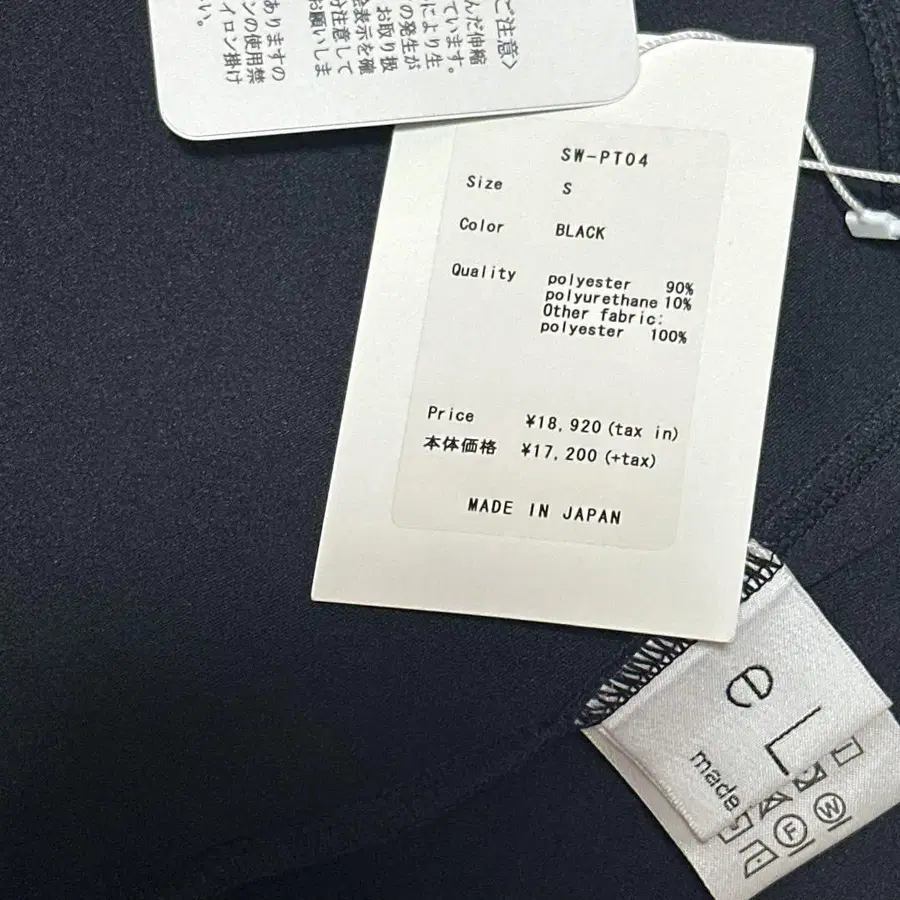 ご注意〉
んだ伸縮
ています。
により生
の発生が
お取り扱
絵表示を確
分注意して
お願いしま
ありますの
ンの使用禁
イロン掛け
い。
SW-PT04
Size S
Color BLACK
Quality polyester 90%
polyurethane 10%
Other fabric:
polyester 100%
Price ¥18,920 (tax in)
本体価格 ¥17,200 (+tax)
MADE IN JAPAN
e L
made
F W